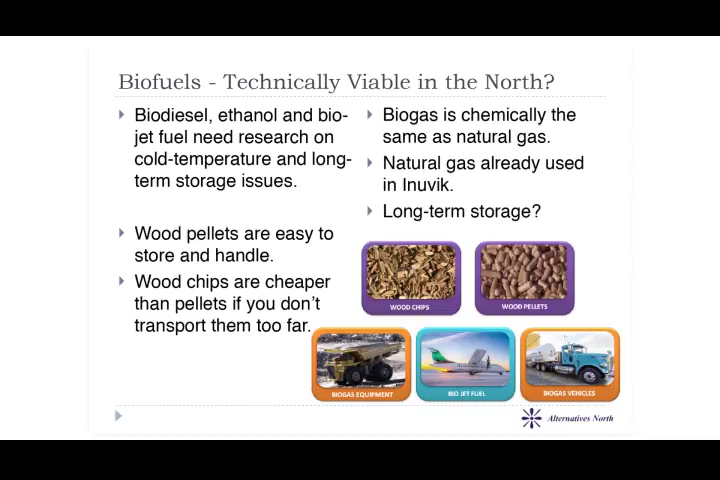 Biofuels - Technically Viable in the North?
Biodiesel, ethanol and bio-
jet fuel need research on
cold-temperature and long-
term storage issues.
Wood pellets are easy to
store and handle.
Wood chips are cheaper
than pellets if you don't
transport them too far.
Biogas is chemically the
same as natural gas.
Natural gas already used
in Inuvik.
Long-term storage?
WOOD CHIPS
WOOD PELLETS
BIOGAS EQUIPMENT
BIO JET FUEL
BIOGAS VEHICLES
Alternatives North